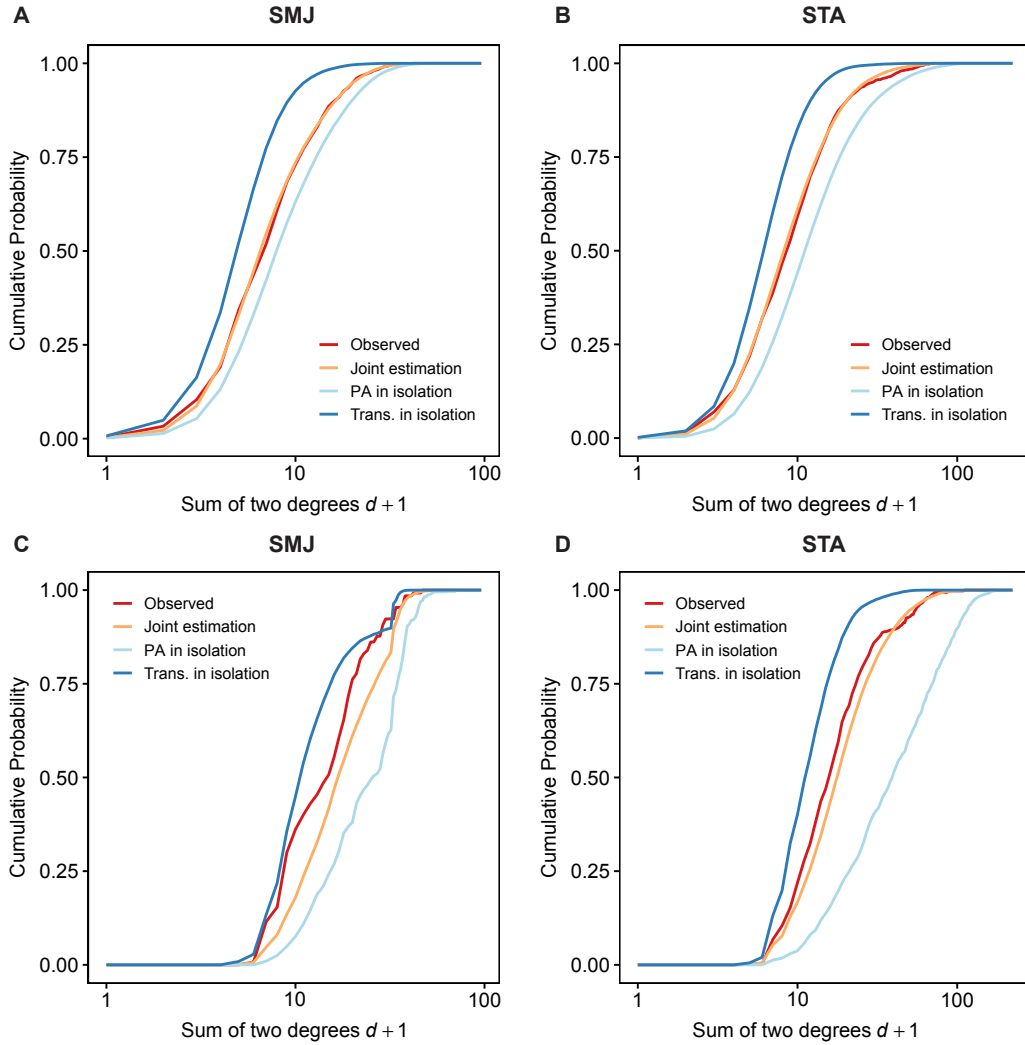 A
SMJ
Cumulative Probability
1.00
0.75
0.50
0.25
0.00
Observed
Joint estimation
PA in isolation
Trans. in isolation
1
10
100
Sum of two degrees d + 1
B
STA
Cumulative Probability
1.00
0.75
0.50
0.25
0.00
Observed
Joint estimation
PA in isolation
Trans. in isolation
1
10
100
Sum of two degrees d + 1
C
SMJ
Cumulative Probability
1.00
0.75
0.50
0.25
0.00
Observed
Joint estimation
PA in isolation
Trans. in isolation
1
10
100
Sum of two degrees d + 1
D
STA
Cumulative Probability
1.00
0.75
0.50
0.25
0.00
Observed
Joint estimation
PA in isolation
Trans. in isolation
1
10
100
Sum of two degrees d + 1